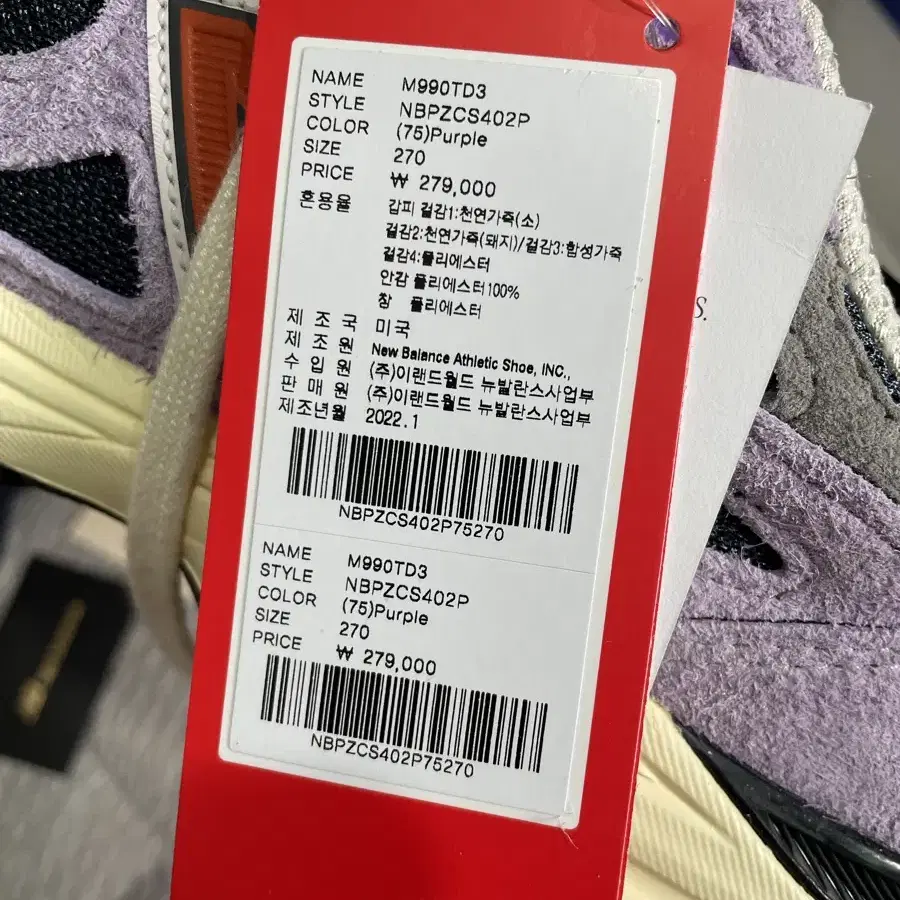 NAME M990TD3
STYLE NBPZCS402P
COLOR (75)Purple
SIZE 270
PRICE ₩ 279,000
혼용율 갑피 겉감1:천연가죽(소)
겉감2:천연가죽(돼지)/겉감3:합성가죽
겉감4:폴리에스터
안감 폴리에스터100%
창 폴리에스터
제조국 미국
제조원 New Balance Athletic Shoe, INC.,
수입원 (주)이랜드월드 뉴발란스사업부
판매원 (주)이랜드월드 뉴발란스사업부
제조년월 2022.1
NBPZCS402P75270
NAME M990TD3
STYLE NBPZCS402P
COLOR (75)Purple
SIZE 270
PRICE ₩ 279,000
NBPZCS402P75270
S.